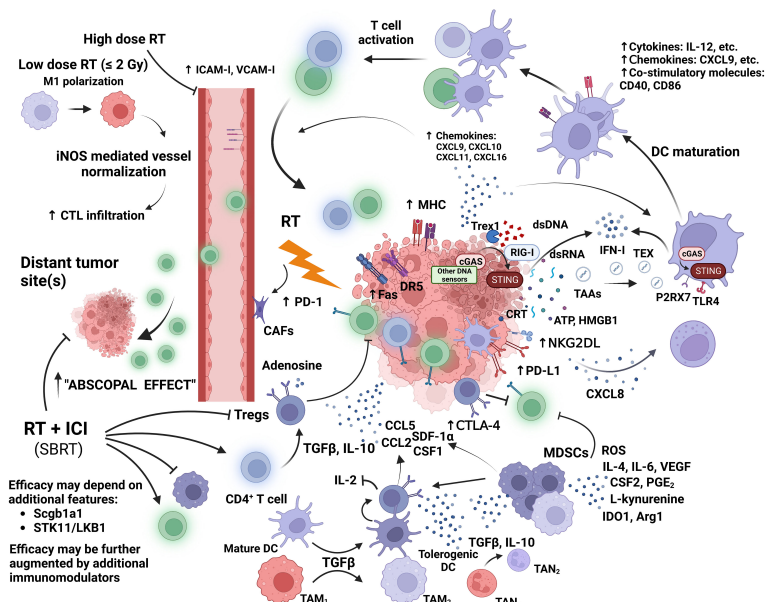 High dose RT
Low dose RT (≤ 2 Gy)
M1 polarization
iNOS mediated vessel
normalization
↑ CTL infiltration
↑ ICAM-I, VCAM-I
T cell
activation
↑Cytokines: IL-12, etc.
↑Chemokines: CXCL9, etc.
↑Co-stimulatory molecules:
CD40, CD86
DC maturation
↑ Chemokines:
CXCL9, CXCL10
CXCL11, CXCL16
RT
↑ MHC
Trex1
dsDNA
RIG-I
dsRNA
cGAS
Other DNA
sensors
STING
IFN-I
TEX
cGAS
STING
P2RX7
TLR4
TAAs
↑Fas
DR5
CRT
ATP, HMGB1
↑NKG2DL
↑PD-L1
CXCL8
↑ PD-1
CAFs
Distant tumor
site(s)
↑ "ABSCOPAL EFFECT"
RT + ICI
(SBRT)
Tregs
Adenosine
TGFβ, IL-10
CD4⁺ T cell
CCL5
CCL2
SDF-1α
CSF1
↑CTLA-4
MDSCs
ROS
IL-4, IL-6, VEGF
CSF2, PGE₂
L-kynurenine
IDO1, Arg1
Efficacy may depend on
additional features:
• Scgb1a1
• STK11/LKB1
Efficacy may be further
augmented by additional
immunomodulators
IL-2
Mature DC
TGFβ
Tolerogenic
DC
TGFβ, IL-10
TAN₂
TAM₁
TAM₂
TAN